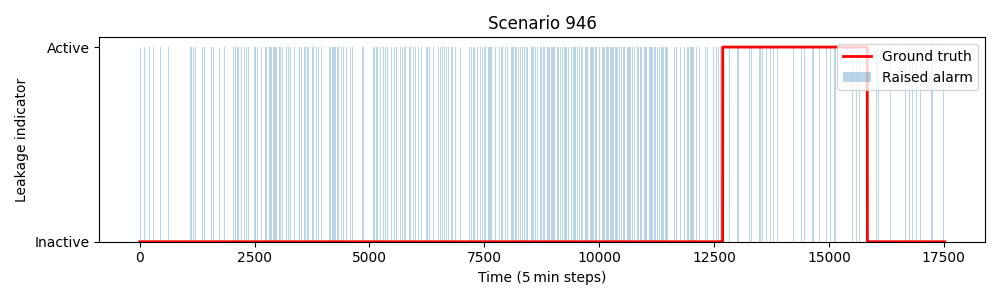 Scenario 946
Active
Ground truth
Raised alarm
Leakage indicator
Inactive
0 2500 5000 7500 10000 12500 15000 17500
Time (5 min steps)